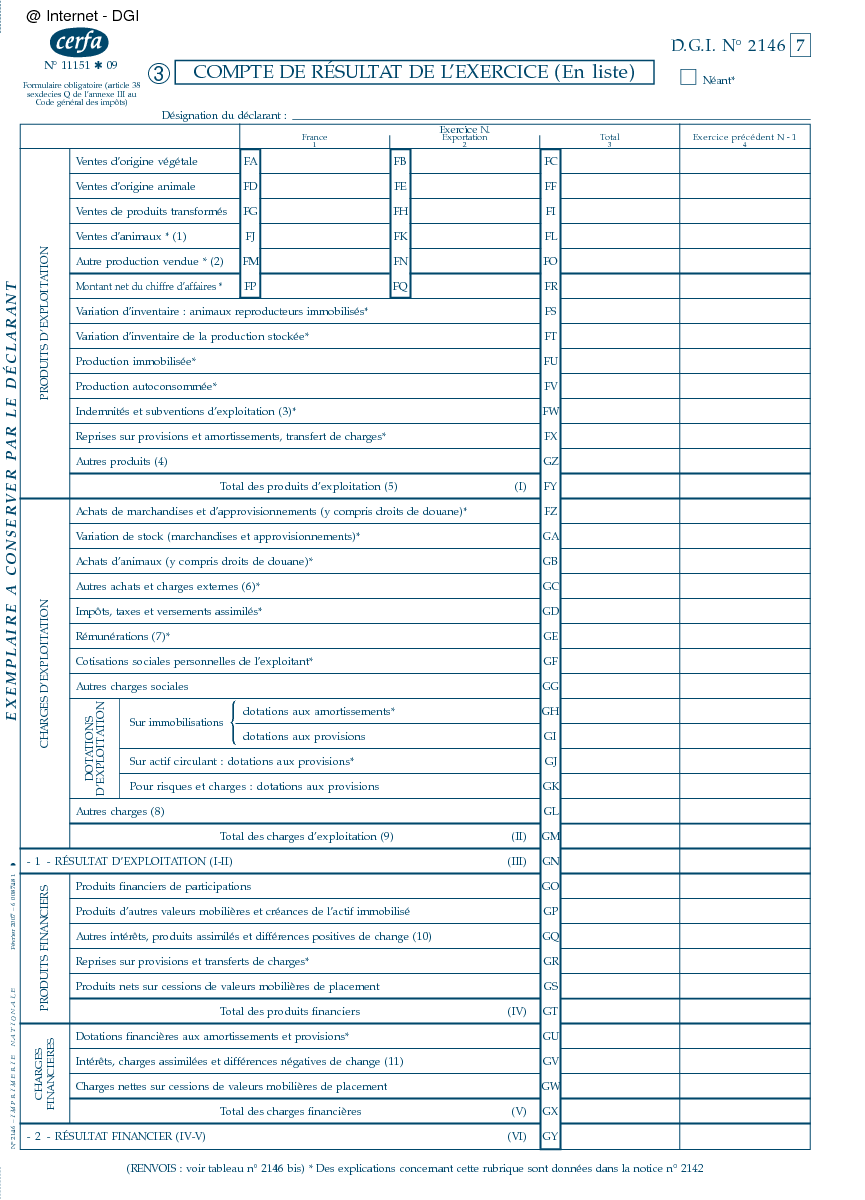 @ Internet - DGI
cerfa
N° 11151 ✱ 09
Formulaire obligatoire (article 38
sexdecies Q de l'annexe III au
Code général des impôts)
③ COMPTE DE RÉSULTAT DE L'EXERCICE (En liste)
D.G.I. N° 2146 7
Néant*
Désignation du déclarant :
Exercice N.
France Exportation Total Exercice précédent N - 1
1 2 3 4
EXEMPLAIRE A CONSERVER PAR LE DÉCLARANT
PRODUITS D'EXPLOITATION
Ventes d'origine végétale FA FB FC
Ventes d'origine animale FD FE FF
Ventes de produits transformés FG FH FI
Ventes d'animaux * (1) FJ FK FL
Autre production vendue * (2) FM FN FO
Montant net du chiffre d'affaires * FP FQ FR
Variation d'inventaire : animaux reproducteurs immobilisés* FS
Variation d'inventaire de la production stockée* FT
Production immobilisée* FU
Production autoconsommée* FV
Indemnités et subventions d'exploitation (3)* FW
Reprises sur provisions et amortissements, transfert de charges* FX
Autres produits (4) GZ
Total des produits d'exploitation (5) (I) FY
CHARGES D'EXPLOITATION
Achats de marchandises et d'approvisionnements (y compris droits de douane)* FZ
Variation de stock (marchandises et approvisionnements)* GA
Achats d'animaux (y compris droits de douane)* GB
Autres achats et charges externes (6)* GC
Impôts, taxes et versements assimilés* GD
Rémunérations (7)* GE
Cotisations sociales personnelles de l'exploitant* GF
Autres charges sociales GG
DOTATIONS
D'EXPLOITATION
Sur immobilisations
dotations aux amortissements* GH
dotations aux provisions GI
Sur actif circulant : dotations aux provisions* GJ
Pour risques et charges : dotations aux provisions GK
Autres charges (8) GL
Total des charges d'exploitation (9) (II) GM
- 1 - RÉSULTAT D'EXPLOITATION (I-II) (III) GN
PRODUITS FINANCIERS
Produits financiers de participations GO
Produits d'autres valeurs mobilières et créances de l'actif immobilisé GP
Autres intérêts, produits assimilés et différences positives de change (10) GQ
Reprises sur provisions et transferts de charges* GR
Produits nets sur cessions de valeurs mobilières de placement GS
Total des produits financiers (IV) GT
CHARGES
FINANCIERES
Dotations financières aux amortissements et provisions* GU
Intérêts, charges assimilées et différences négatives de change (11) GV
Charges nettes sur cessions de valeurs mobilières de placement GW
Total des charges financières (V) GX
- 2 - RÉSULTAT FINANCIER (IV-V) (VI) GY
N° 2146 – IMPRIMERIE NATIONALE Février 2007 –
(RENVOIS : voir tableau n° 2146 bis) * Des explications concernant cette rubrique sont données dans la notice n° 2142